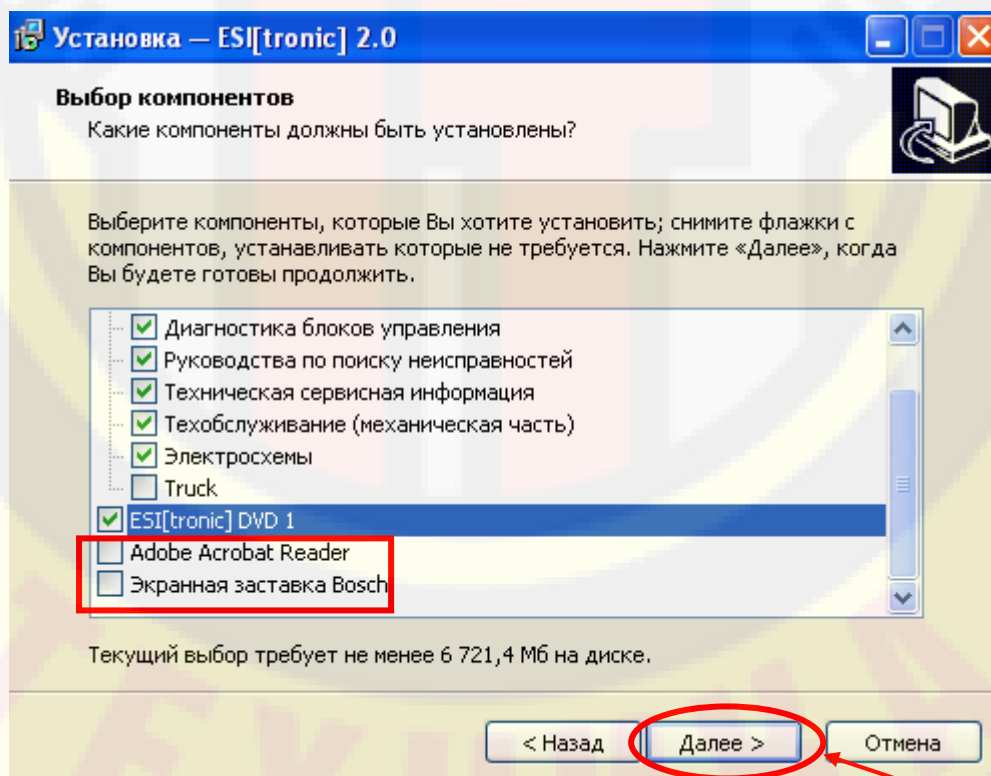 Установка — ESI[tronic] 2.0
Выбор компонентов
Какие компоненты должны быть установлены?
Выберите компоненты, которые Вы хотите установить; снимите флажки с
компонентов, устанавливать которые не требуется. Нажмите «Далее», когда
Вы будете готовы продолжить.
Диагностика блоков управления
Руководства по поиску неисправностей
Техническая сервисная информация
Техобслуживание (механическая часть)
Электросхемы
Truck
ESI[tronic] DVD 1
Adobe Acrobat Reader
Экранная заставка Bosch
Текущий выбор требует не менее 6 721,4 Мб на диске.
< Назад Далее > Отмена